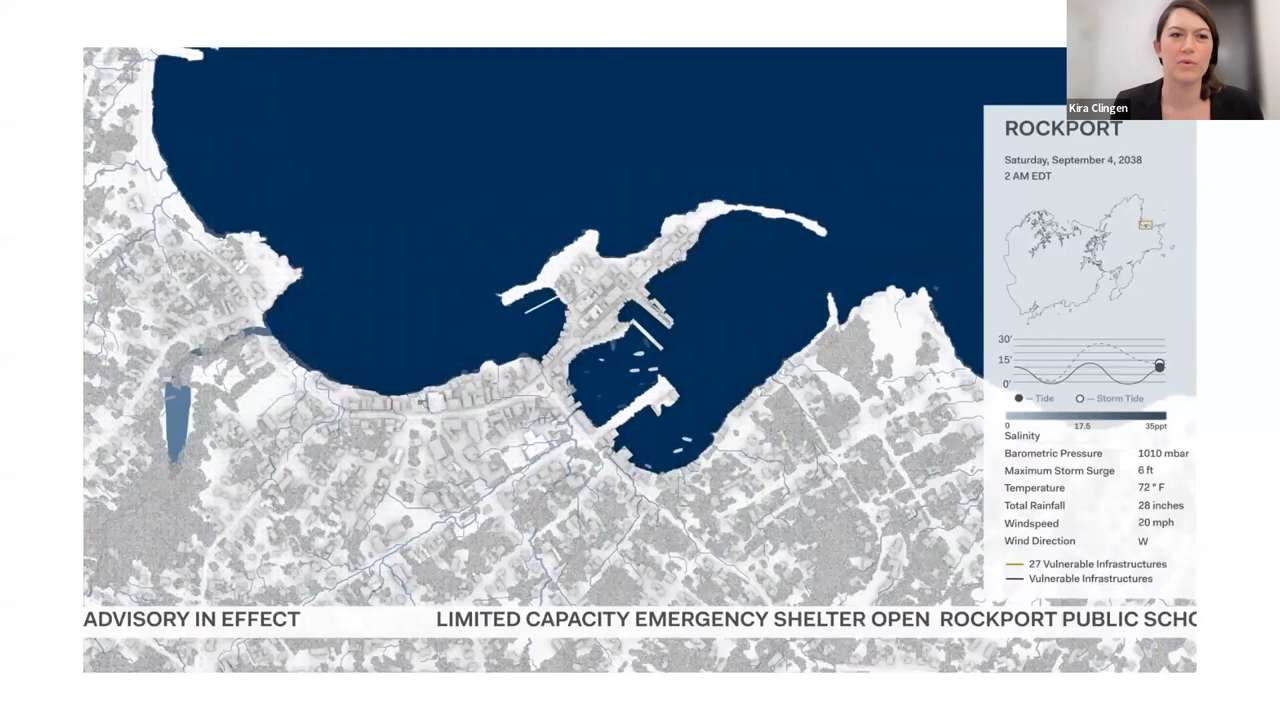 Kira Clingen
ROCKPORT
Saturday, September 4, 2038
2 AM EDT
30'
15'
0'
— Tide
— Storm Tide
0 17.5 35ppt
Salinity
Barometric Pressure 1010 mbar
Maximum Storm Surge 6 ft
Temperature 72 ° F
Total Rainfall 28 inches
Windspeed 20 mph
Wind Direction W
27 Vulnerable Infrastructures
Vulnerable Infrastructures
ADVISORY IN EFFECT LIMITED CAPACITY EMERGENCY SHELTER OPEN ROCKPORT PUBLIC SCHO